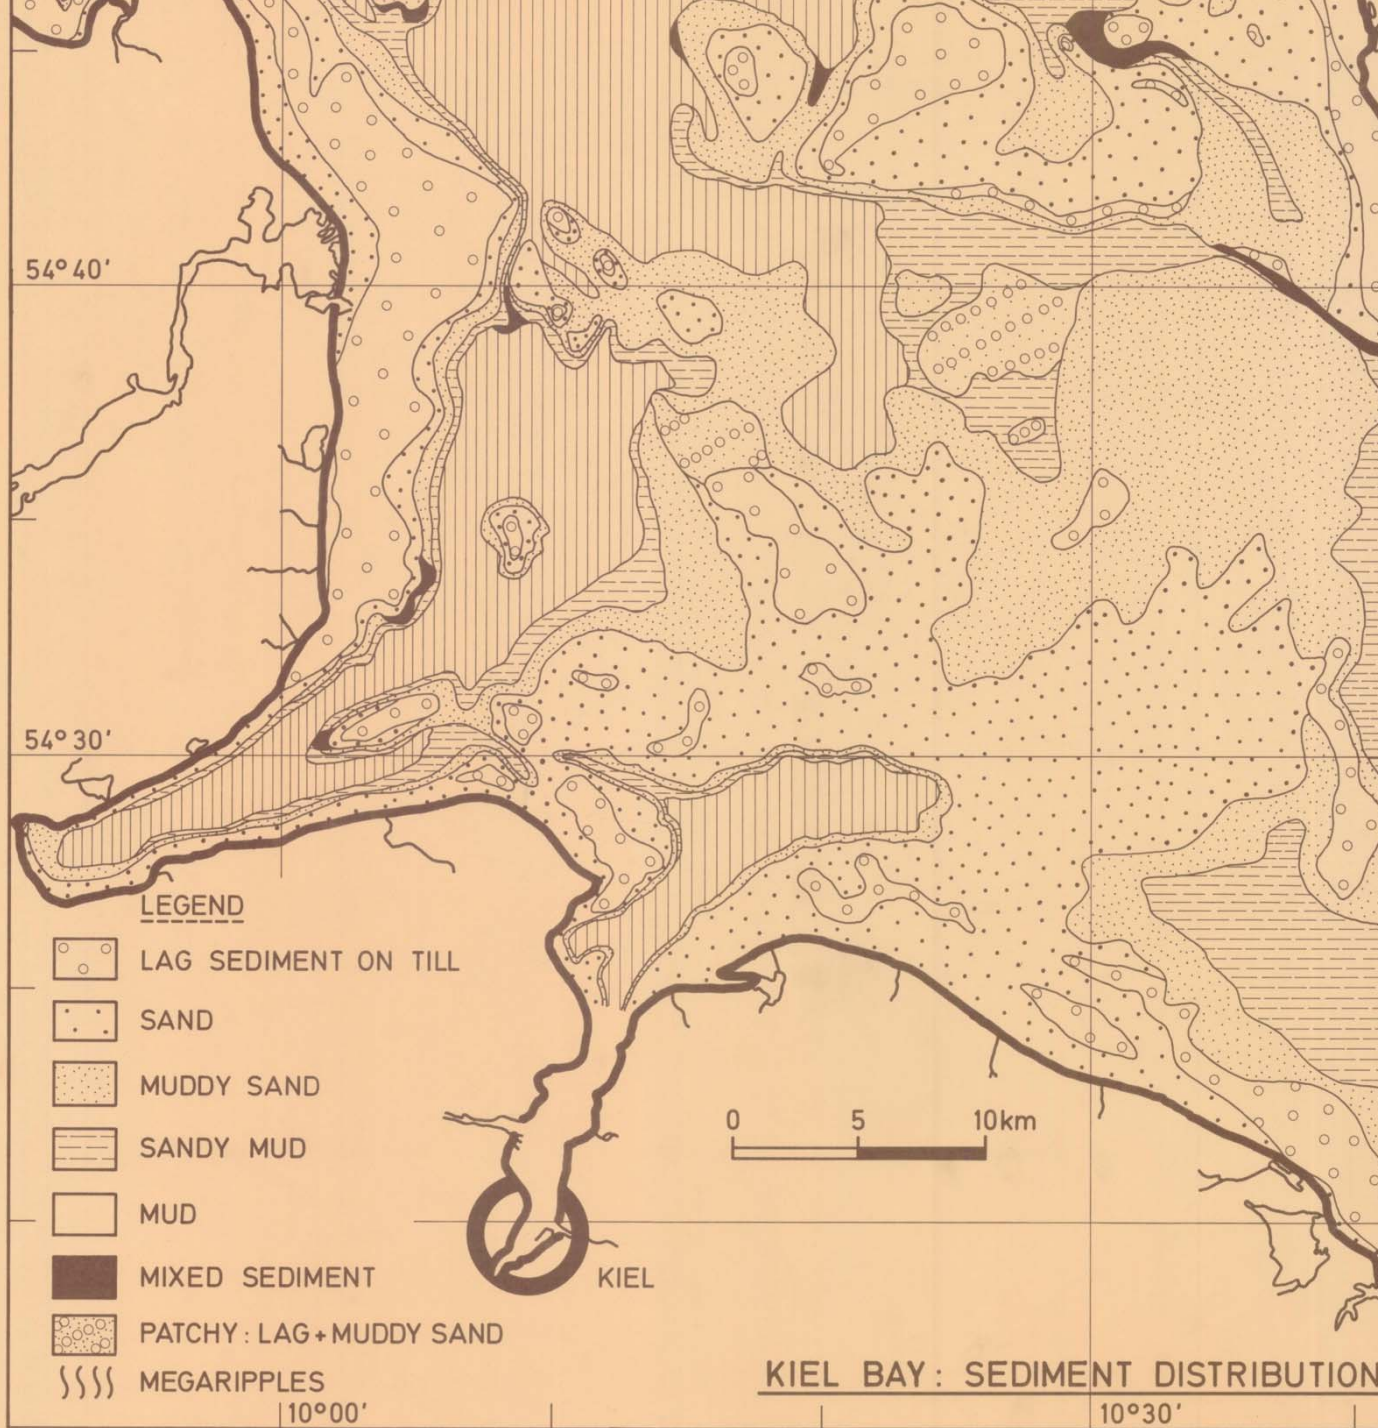 54°40'
54°30'
LEGEND
LAG SEDIMENT ON TILL
SAND
MUDDY SAND
SANDY MUD
MUD
MIXED SEDIMENT
PATCHY: LAG+MUDDY SAND
MEGARIPPLES
0 5 10km
KIEL
KIEL BAY: SEDIMENT DISTRIBUTION
10°00' 10°30'